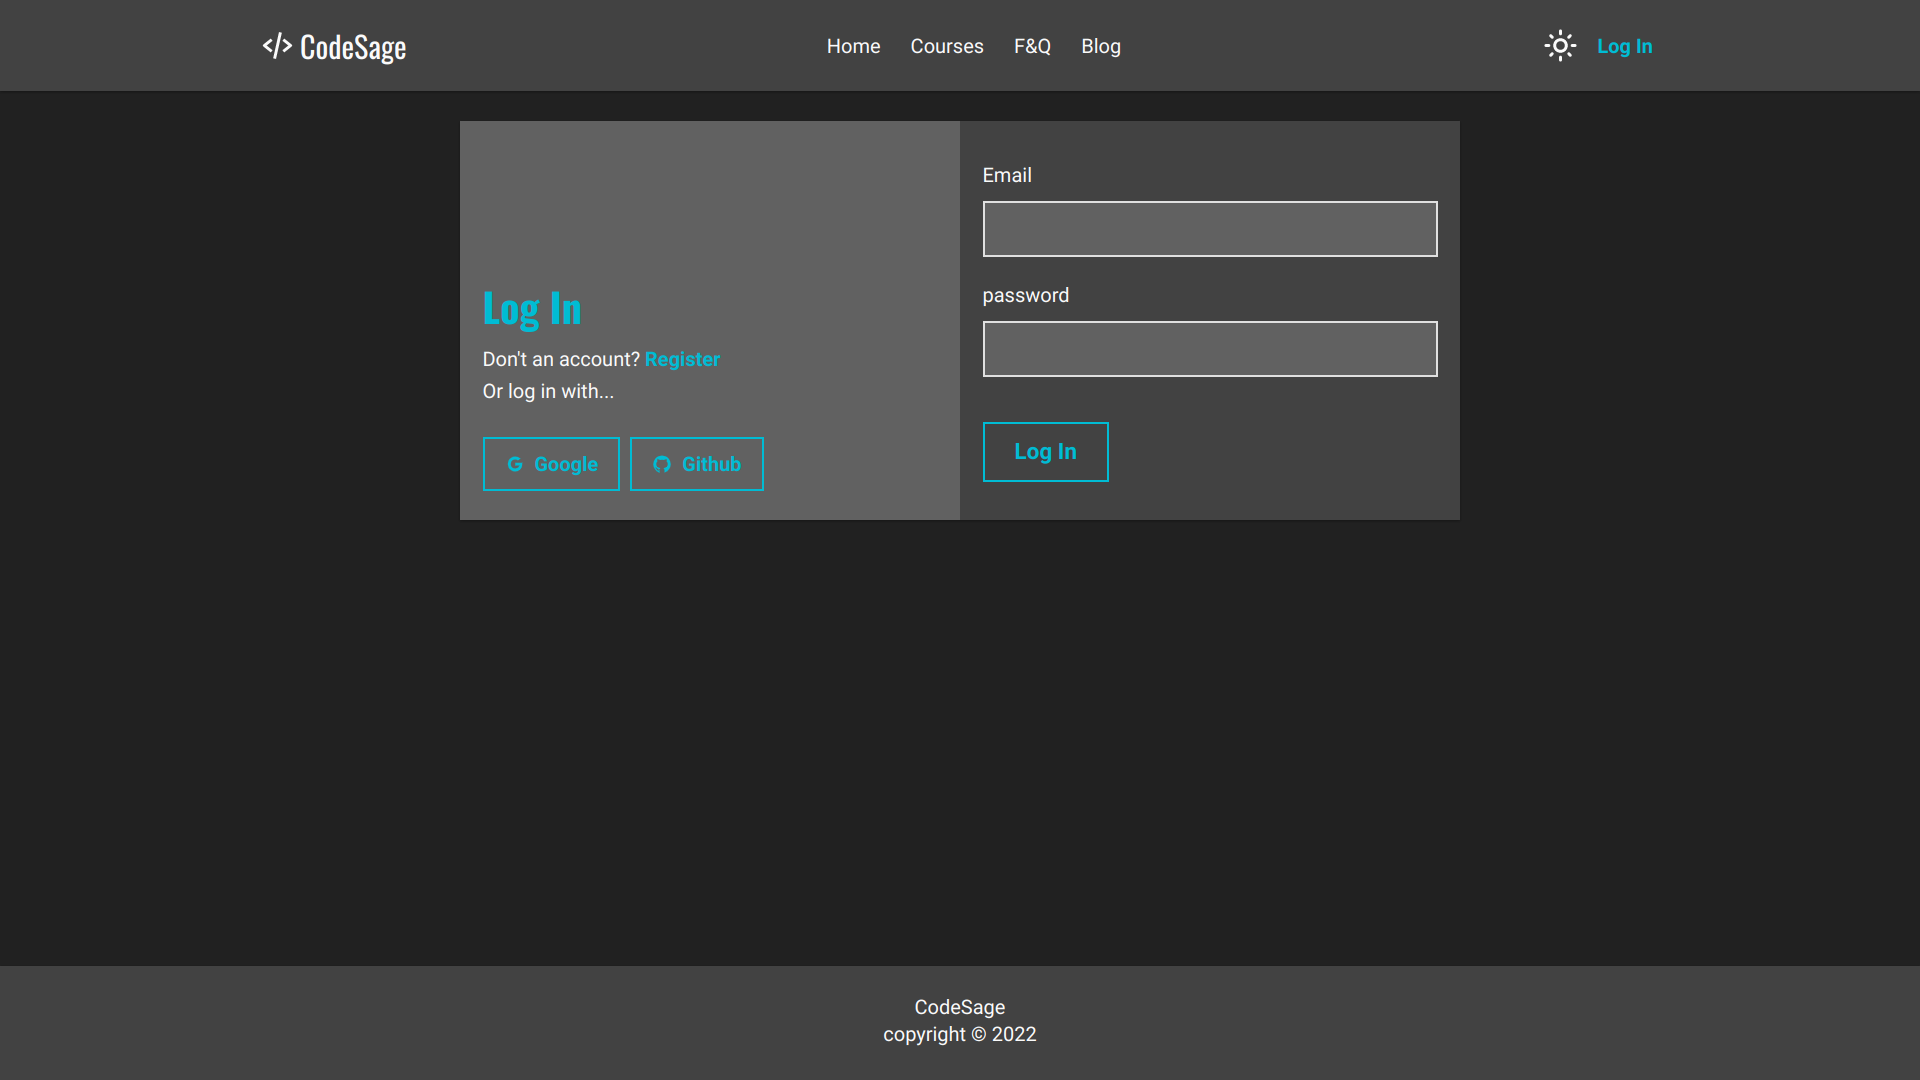 </> CodeSage
Home Courses F&Q Blog
Log In
Log In
Don't an account? Register
Or log in with...
Google
Github
Email
password
Log In
CodeSage
copyright © 2022